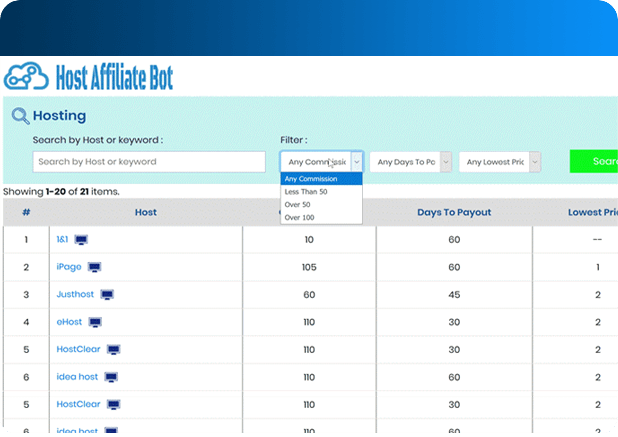 Host Affiliate Bot
Hosting
Search by Host or keyword : Filter :
Search by Host or keyword Any Commissio Any Days To Pa Any Lowest Pric Sear
Any Commission
Less Than 50
Over 50
Over 100
Showing 1-20 of 21 items.
# Host Days To Payout Lowest Pri
1 1&1 10 60 --
2 iPage 105 60 1
3 Justhost 60 45 2
4 eHost 110 30 2
5 HostClear 110 30 2
6 idea host 110 60 2
5 HostClear 110 30 2
6 idea host 110 60 2